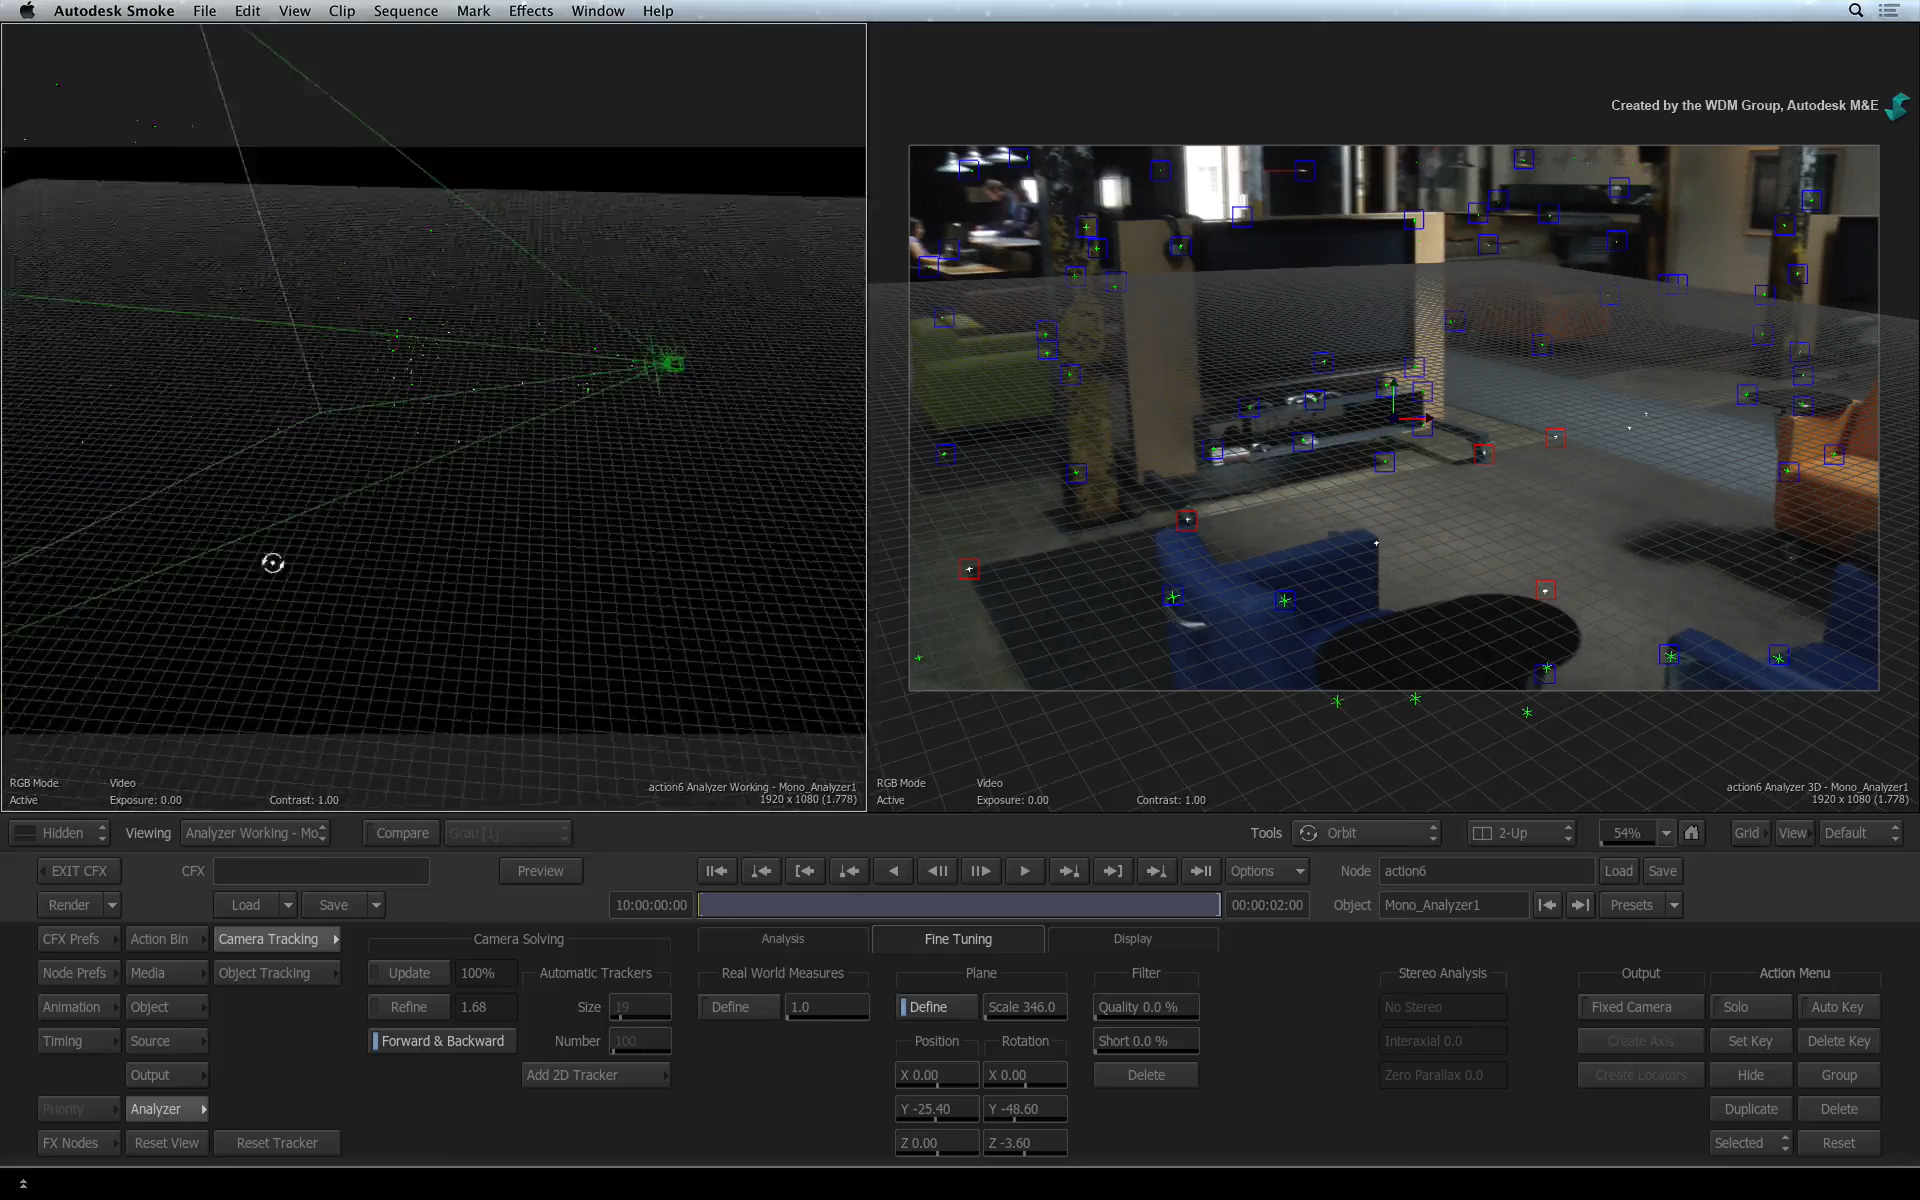 Autodesk Smoke File Edit View Clip Sequence Mark Effects Window Help
Created by the WDM Group, Autodesk M&E
RGB Mode Video
action6 Analyzer Working - Mono_Analyzer1
Active Exposure: 0.00 Contrast: 1.00
1920 x 1080 (1.778)
RGB Mode Video
action6 Analyzer 3D - Mono_Analyzer1
Active Exposure: 0.00 Contrast: 1.00
1920 x 1080 (1.778)
Hidden Viewing Analyzer Working - Mo Compare Grab [1] Tools Orbit 2-Up 54% Grid View Default
EXIT CFX CFX Preview Options Node action6 Load Save
Render Load Save 10:00:00:00 00:00:02:00 Object Mono_Analyzer1 Presets
CFX Prefs Action Bin Camera Tracking Camera Solving Analysis Fine Tuning Display
Node Prefs Media Object Tracking Update 100% Automatic Trackers Real World Measures Plane Filter Stereo Analysis Output Action Menu
Animation Object Refine 1.68 Size 19 Define 1.0 Define Scale 346.0 Quality 0.0 % No Stereo Fixed Camera Solo Auto Key
Timing Source Forward & Backward Number 100 Position Rotation Short 0.0 % Interaxial 0.0 Create Axis Set Key Delete Key
Output Add 2D Tracker X 0.00 X 0.00 Delete Zero Parallax 0.0 Create Locators Hide Group
Priority Analyzer Y -25.40 Y -48.60 Duplicate Delete
FX Nodes Reset View Reset Tracker Z 0.00 Z -3.60 Selected Reset